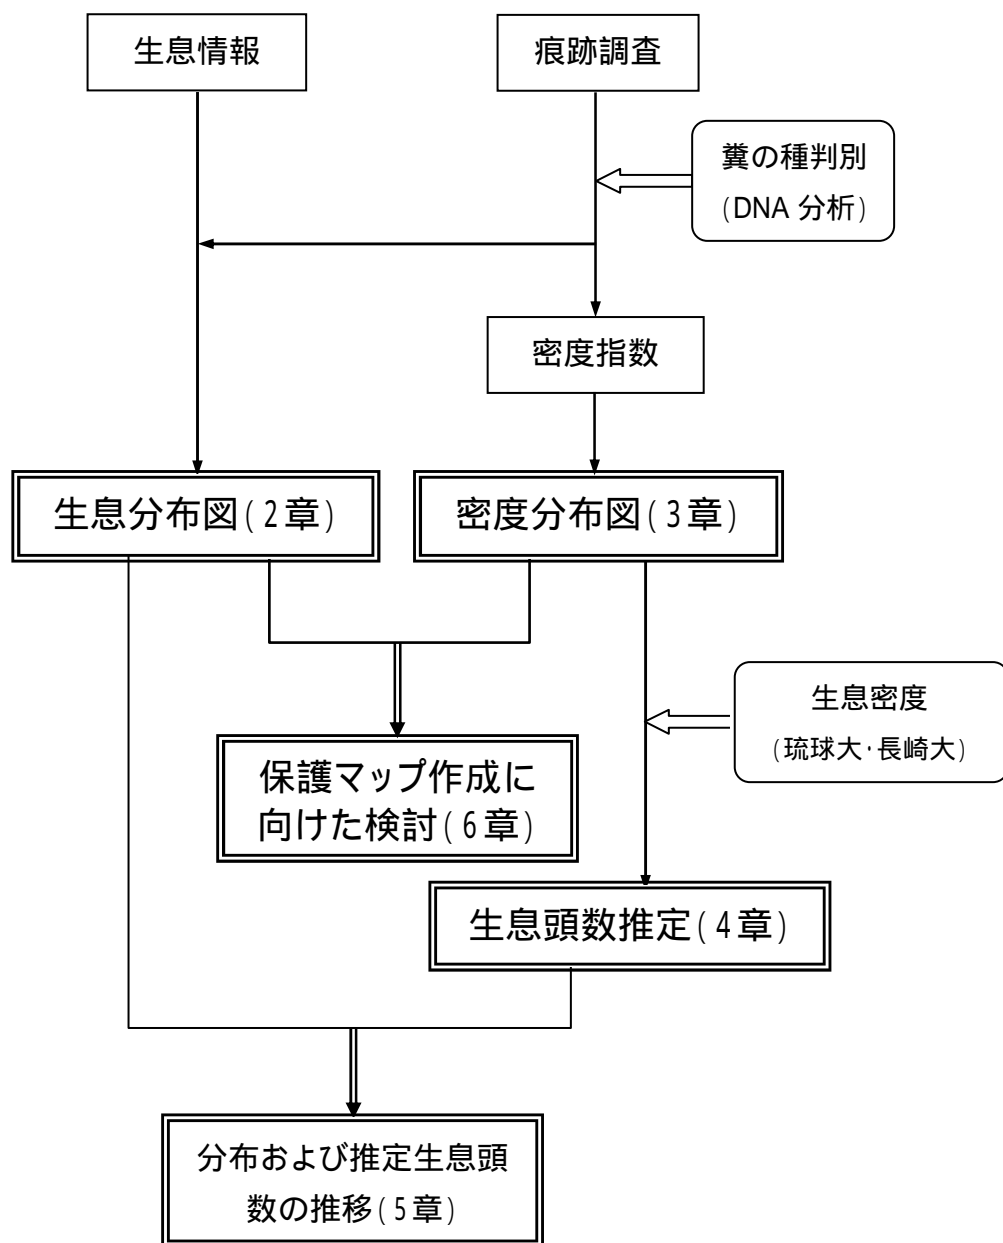 生息情報
痕跡調査
糞の種判別
(DNA 分析)
密度指数
生息分布図(2章)
密度分布図(3章)
生息密度
(琉球大・長崎大)
保護マップ作成に
向けた検討(6章)
生息頭数推定(4章)
分布および推定生息頭
数の推移(5章)